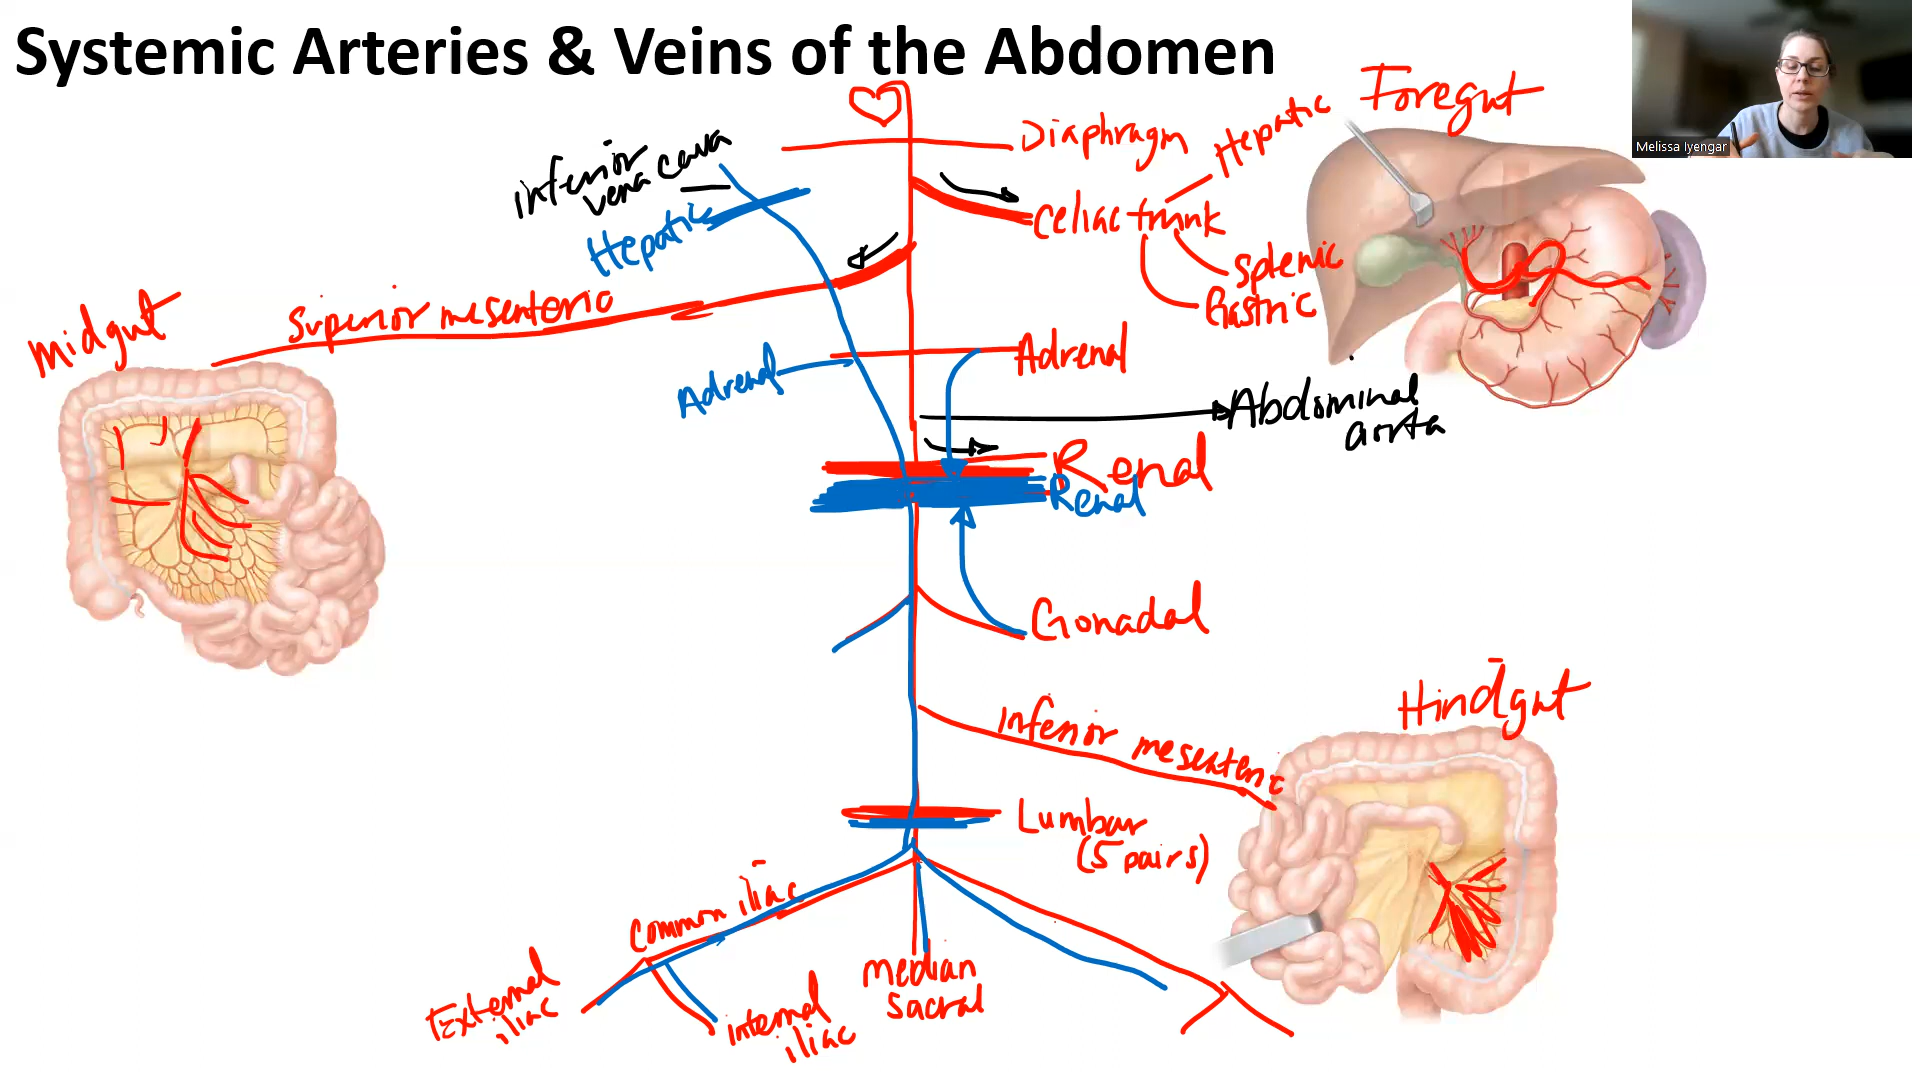 Systemic Arteries & Veins of the Abdomen
Melissa Iyengar
Foregut
Diaphragm
Hepatic
inferior
vena cava
Hepatic
Celiac trunk
Splenic
Gastric
Midgut
Superior mesenteric
Adrenal
Adrenal
Abdominal
aorta
Renal
Renal
Gonadal
Hindgut
inferior mesenteric
Lumbar
(5 pairs)
Common iliac
External
iliac
internal
iliac
median
sacral